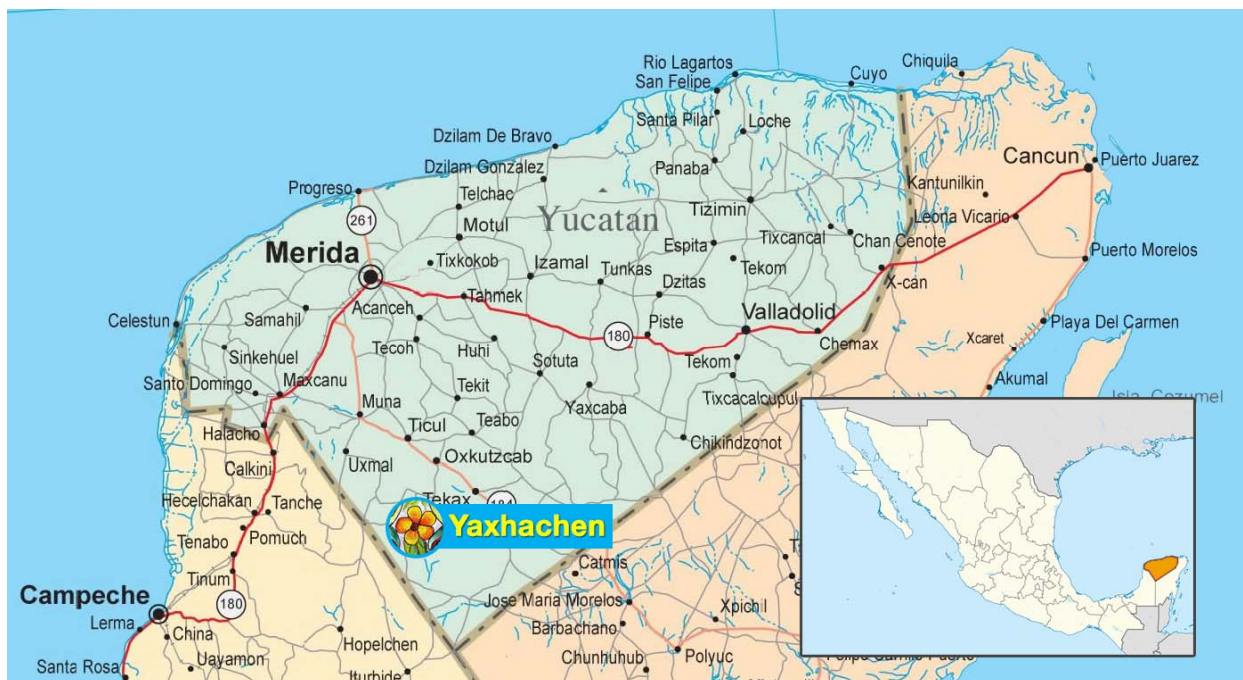 Rio Lagartos
San Felipe
Cuyo
Chiquila
Santa Pilar
Loche
Dzilam De Bravo
Dzilam Gonzalez
Panaba
Cancun
Puerto Juarez
Progreso
Telchac
Kantunilkin
261
Motul
Yucatan
Tizimin
Leona Vicario
Merida
Tixkokob
Izamal
Tunkas
Espita
Tixcancal
Chan Cenote
Tekom
Puerto Morelos
X-can
Dzitas
Tahmek
Samahil
Acanceh
Celestun
Valladolid
Piste
180
Playa Del Carmen
Tecoh
Huhi
Sotuta
Chemax
Xcaret
Sinkehuel
Tekom
Santo Domingo
Maxcanu
Tekit
Yaxcaba
Tixcacalcupul
Akumal
Isla Cozumel
Muna
Teabo
Halacho
Ticul
Chikindzonot
Calkini
Uxmal
Oxkutzcab
Hecelchakan
Tanche
Tekax
184
Yaxhachen
Pomuch
Tenabo
Tinum
Catmis
Campeche
180
Jose Maria Morelos
Xpichil
Lerma
China
Hopelchen
Barbachano
Santa Rosa
Uayamon
Iturbide
Chunhuhub
Polyuc